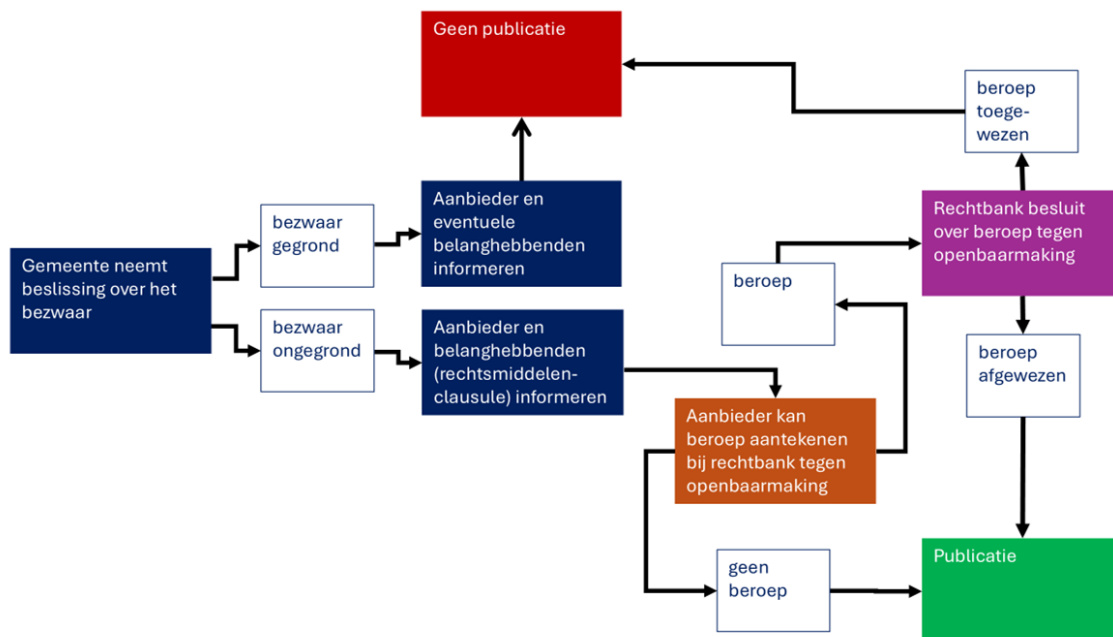 Geen publicatie
beroep
toege-
wezen
bezwaar
gegrond
Aanbieder en
eventuele
belanghebbenden
informeren
Rechtbank besluit
over beroep tegen
openbaarmaking
Gemeente neemt
beslissing over het
bezwaar
beroep
bezwaar
ongegrond
Aanbieder en
belanghebbenden
(rechtsmiddelen-
clausule) informeren
beroep
afgewezen
Aanbieder kan
beroep aantekenen
bij rechtbank tegen
openbaarmaking
geen
beroep
Publicatie